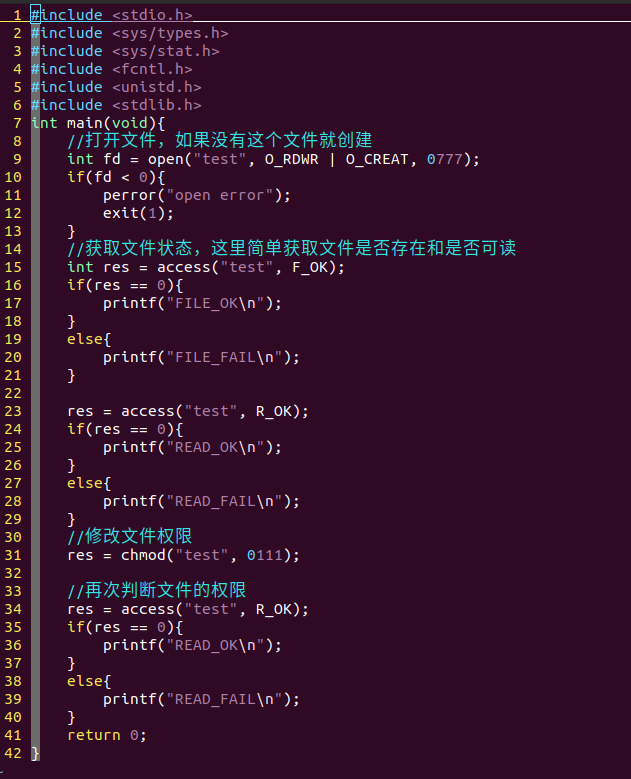 1 #include <stdio.h>
2 #include <sys/types.h>
3 #include <sys/stat.h>
4 #include <fcntl.h>
5 #include <unistd.h>
6 #include <stdlib.h>
7 int main(void){
8     //打开文件，如果没有这个文件就创建
9     int fd = open("test", O_RDWR | O_CREAT, 0777);
10     if(fd < 0){
11         perror("open error");
12         exit(1);
13     }
14     //获取文件状态，这里简单获取文件是否存在和是否可读
15     int res = access("test", F_OK);
16     if(res == 0){
17         printf("FILE_OK\n");
18     }
19     else{
20         printf("FILE_FAIL\n");
21     }
22
23     res = access("test", R_OK);
24     if(res == 0){
25         printf("READ_OK\n");
26     }
27     else{
28         printf("READ_FAIL\n");
29     }
30     //修改文件权限
31     res = chmod("test", 0111);
32
33     //再次判断文件的权限
34     res = access("test", R_OK);
35     if(res == 0){
36         printf("READ_OK\n");
37     }
38     else{
39         printf("READ_FAIL\n");
40     }
41     return 0;
42 }